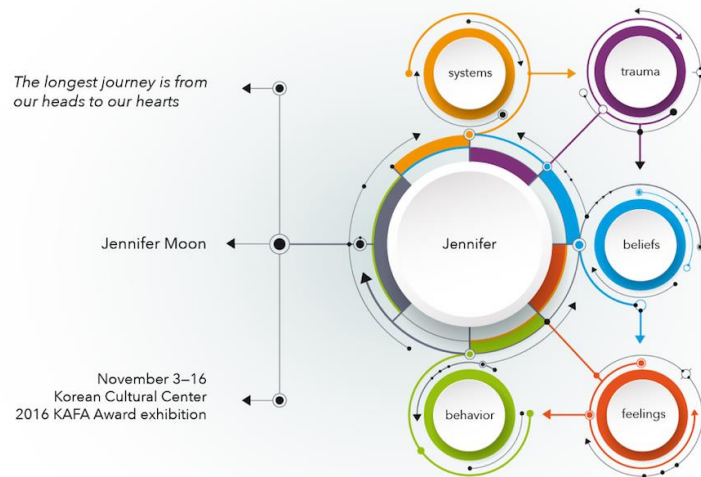 The longest journey is from
our heads to our hearts
Jennifer Moon
November 3–16
Korean Cultural Center
2016 KAFA Award exhibition
Jennifer
systems
trauma
beliefs
feelings
behavior